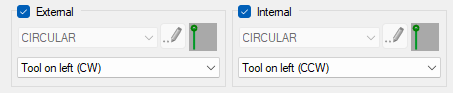 External Internal
CIRCULAR CIRCULAR
Tool on left (CW) Tool on left (CCW)